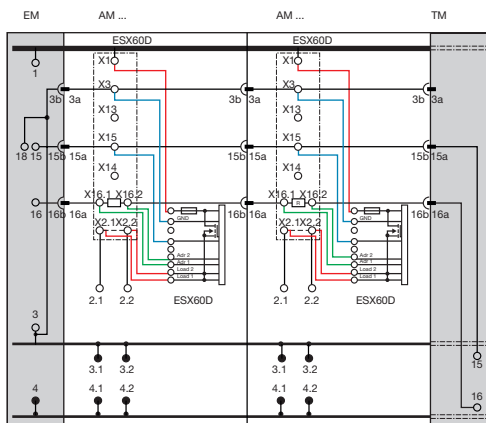 EM AM ... AM ... TM
ESX60D ESX60D
1 X1 X1
3b 3a X3 3b 3a X3 3b 3a
X13 X13
18 15 15b 15a X15 15b 15a X15 15b 15a
X14 X14
16 16b 16a X16.1 X16.2 16b 16a X16.1 R X16.2 16b 16a
X2.1 X2.2 GND X2.1 X2.2 GND
Adr 2 Adr 2
Adr 1 Adr 1
Load 2 Load 2
Load 1 Load 1
2.1 2.2 ESX60D 2.1 2.2 ESX60D
3
3.1 3.2 3.1 3.2 15
4 4.1 4.2 4.1 4.2 16